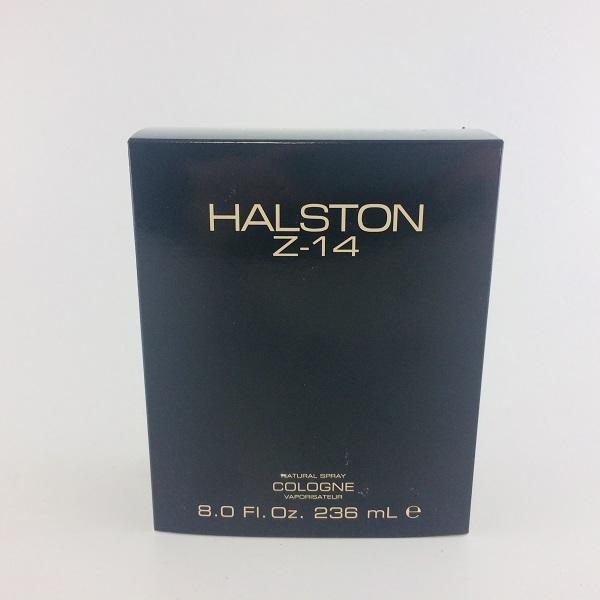 HALSTON
Z-14
NATURAL SPRAY
COLOGNE
VAPORISATEUR
8.0 Fl.Oz. 236 mL ℮